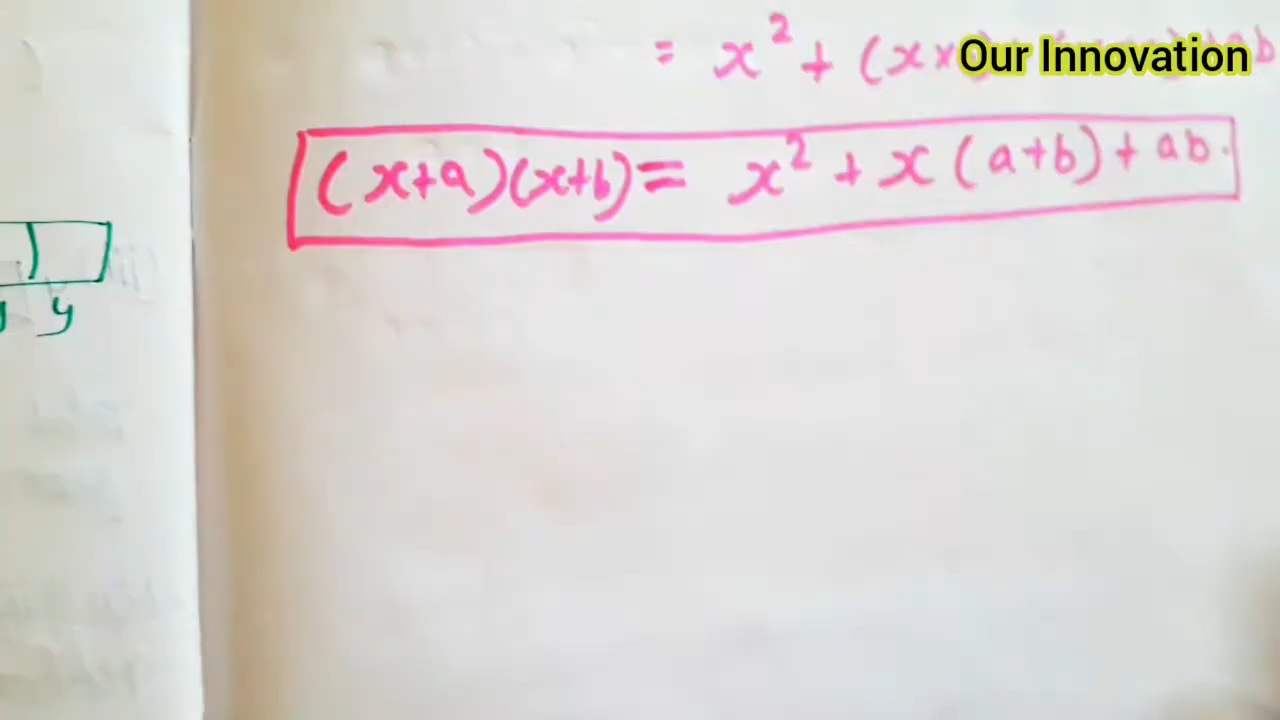 = x² + (x×
Our Innovation
(x+a)(x+b)= x² + x (a+b) + ab.
y